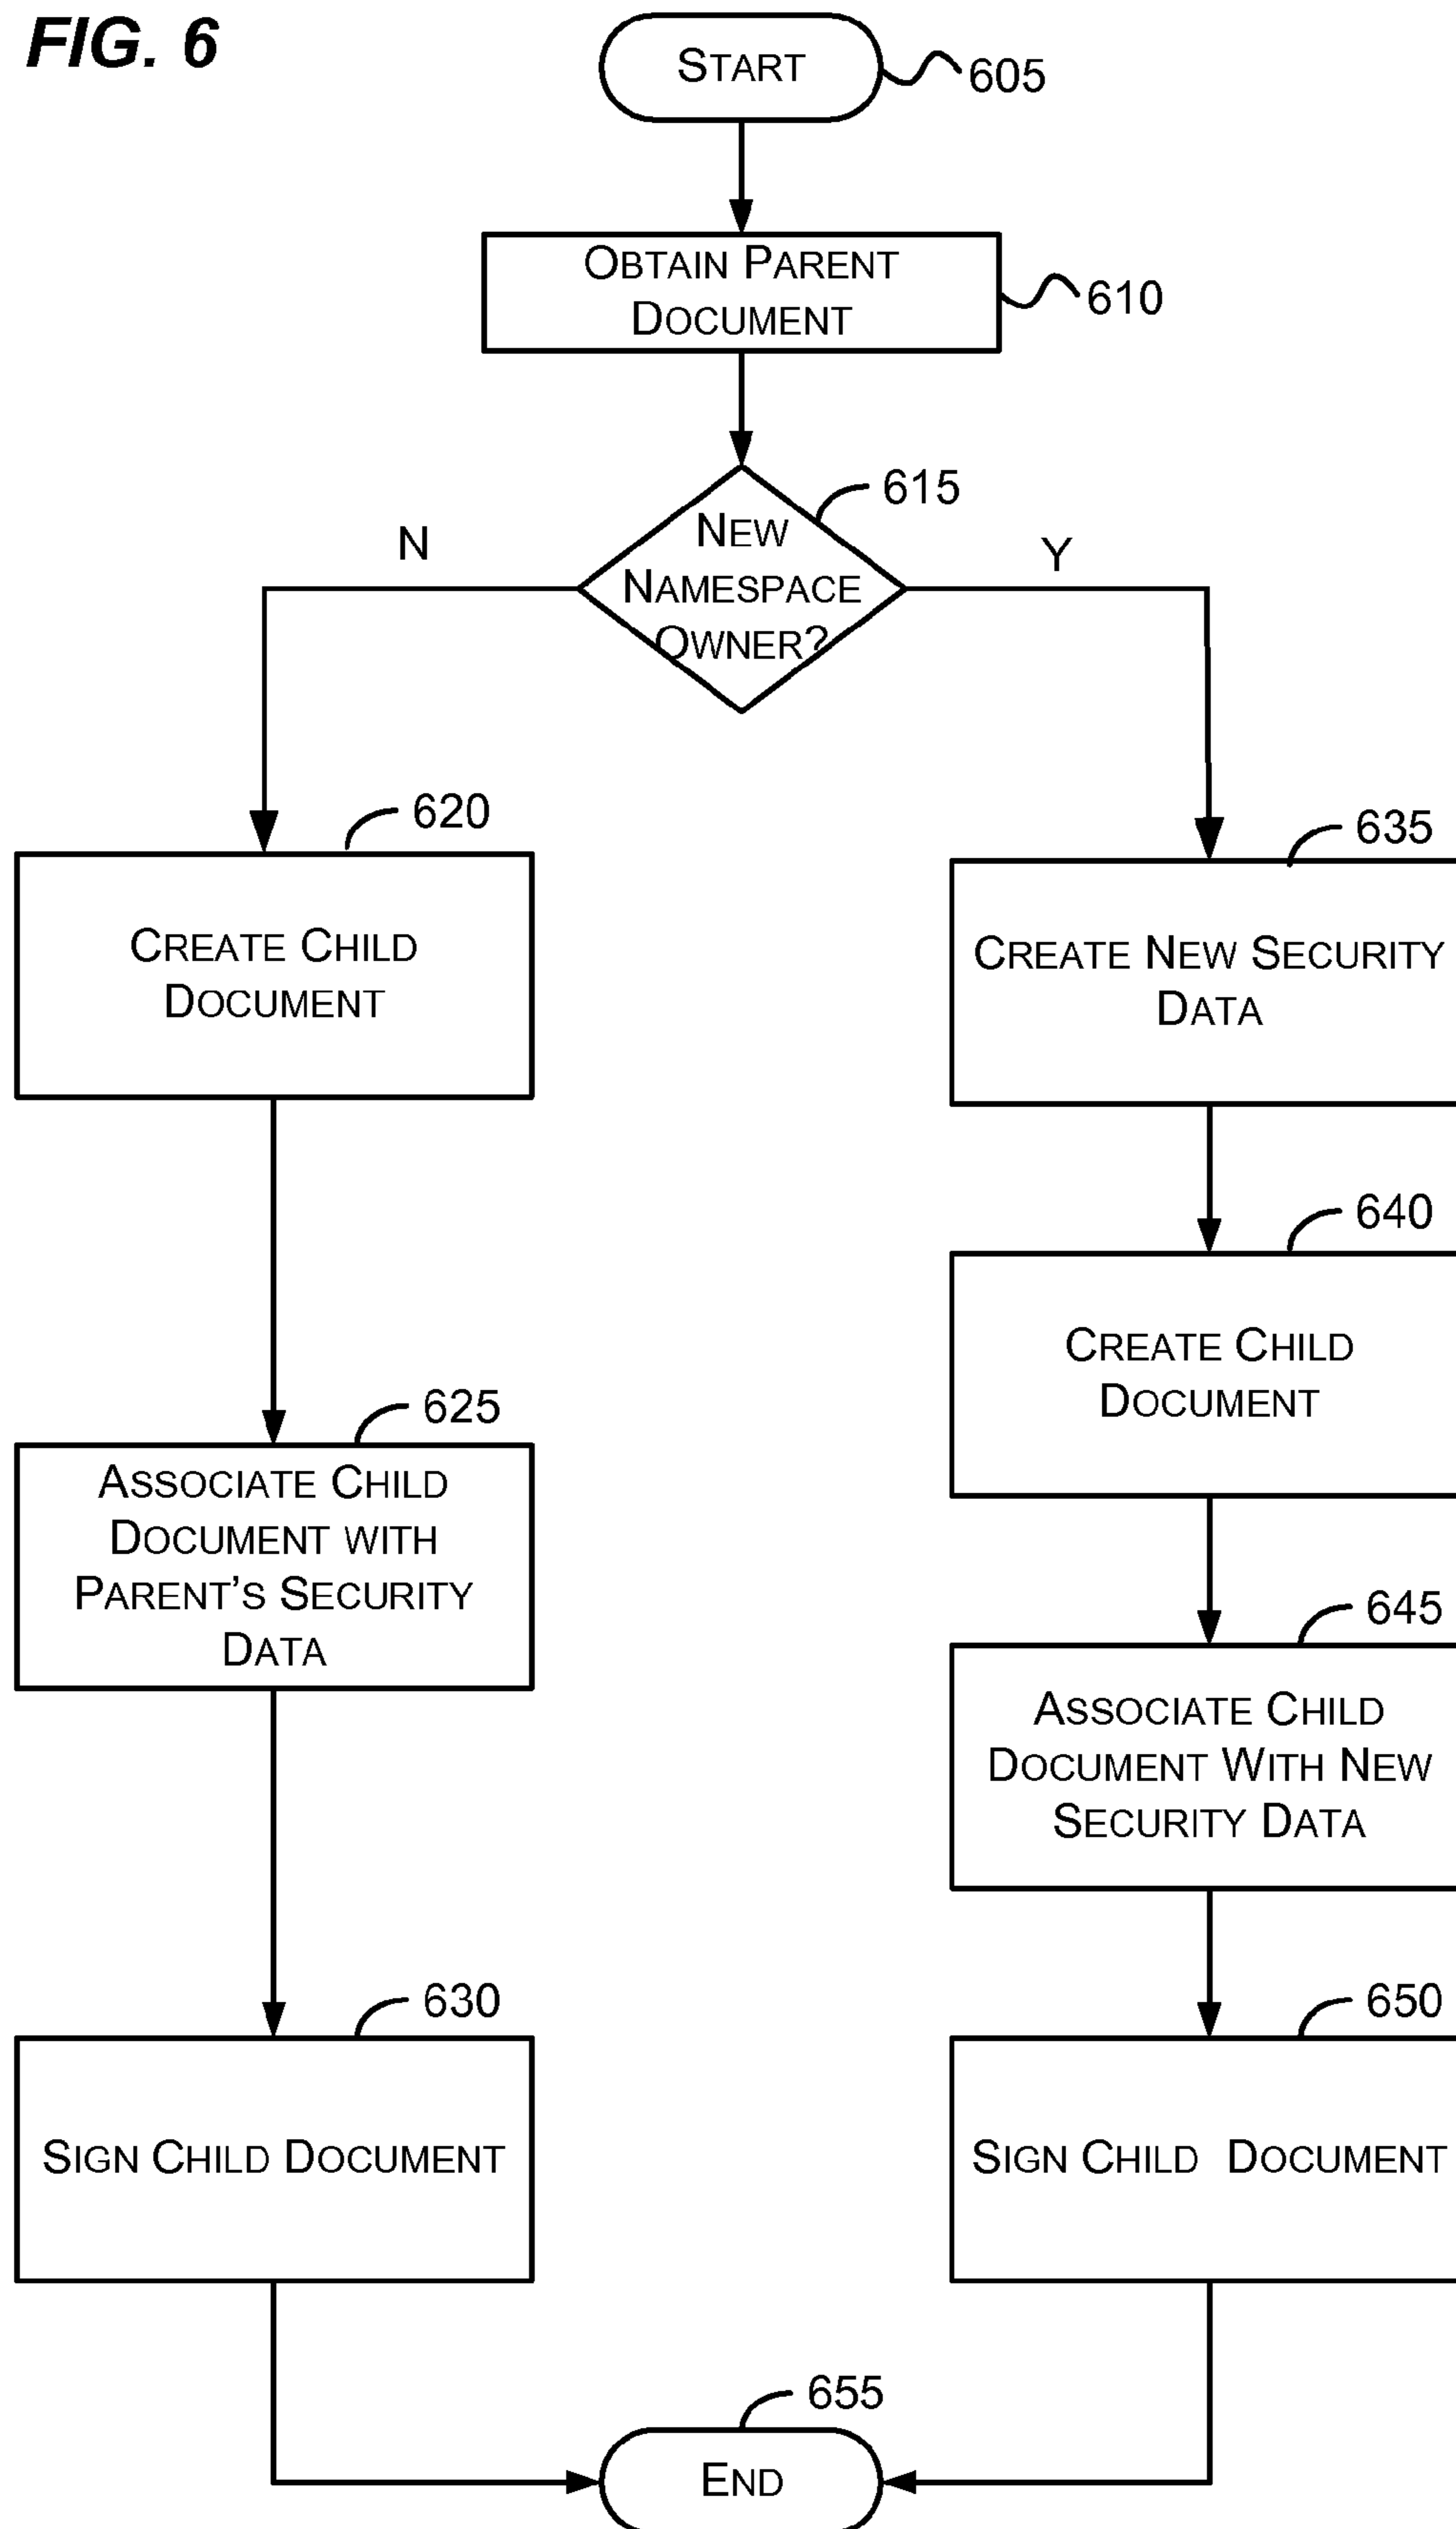 FIG. 6
START
605
OBTAIN PARENT
DOCUMENT
610
615
NEW
NAMESPACE
OWNER?
N
Y
620
CREATE CHILD
DOCUMENT
635
CREATE NEW SECURITY
DATA
640
CREATE CHILD
DOCUMENT
625
ASSOCIATE CHILD
DOCUMENT WITH
PARENT'S SECURITY
DATA
645
ASSOCIATE CHILD
DOCUMENT WITH NEW
SECURITY DATA
630
SIGN CHILD DOCUMENT
650
SIGN CHILD DOCUMENT
655
END